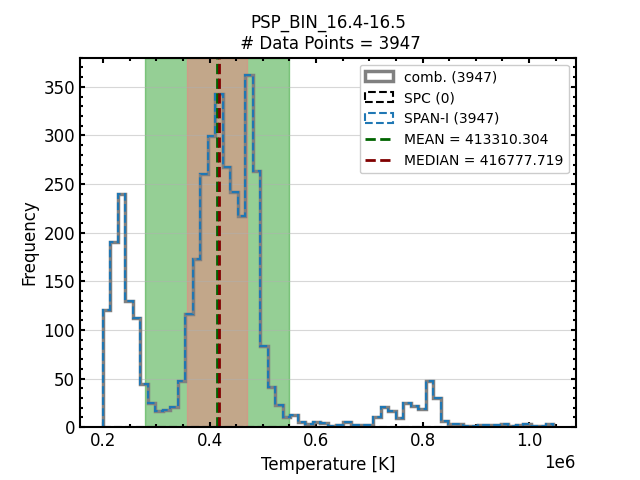 PSP_BIN_16.4-16.5
# Data Points = 3947
comb. (3947)
SPC (0)
SPAN-I (3947)
MEAN = 413310.304
MEDIAN = 416777.719
Frequency
350
300
250
200
150
100
50
0
0.2 0.4 0.6 0.8 1.0
1e6
Temperature [K]